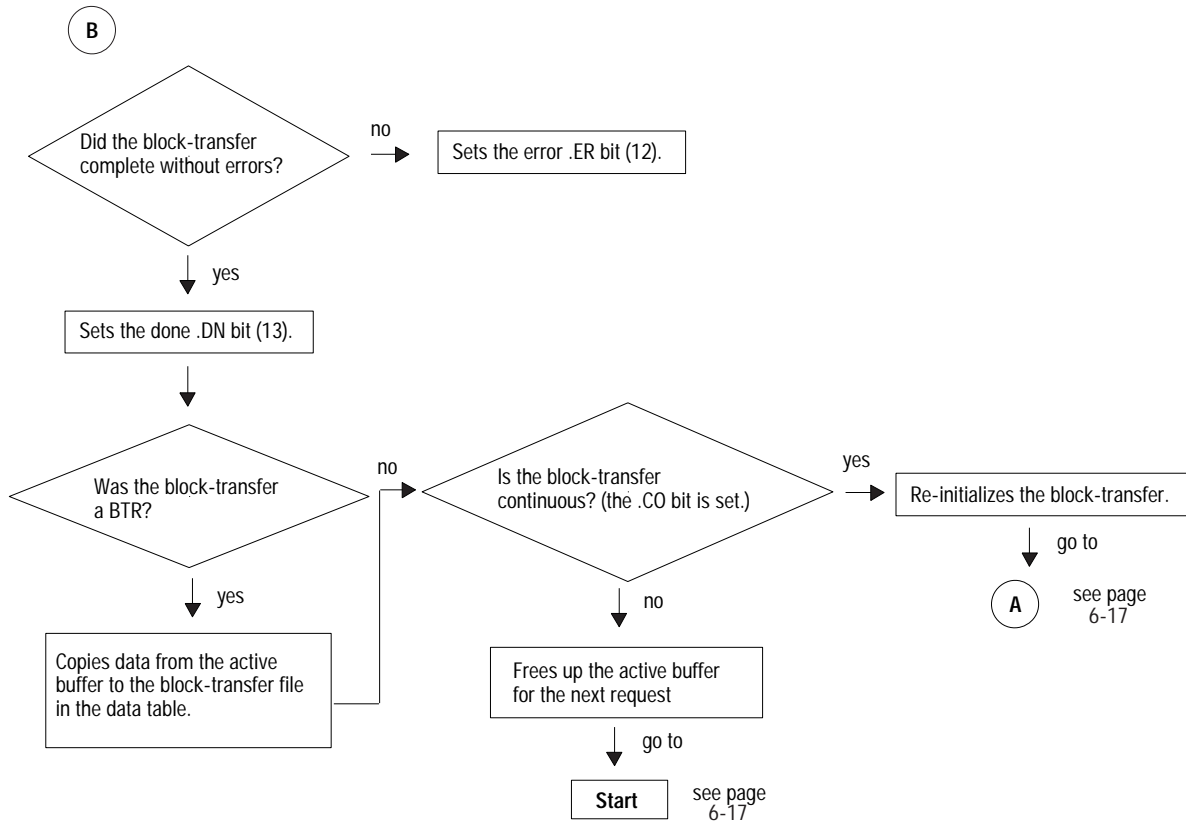 B
Did the block-transfer
complete without errors?
no
Sets the error .ER bit (12).
yes
Sets the done .DN bit (13).
Was the block-transfer
a BTR?
no
Is the block-transfer
continuous? (the .CO bit is set.)
yes
Re-initializes the block-transfer.
go to
A
see page
6-17
yes
no
Copies data from the active
buffer to the block-transfer file
in the data table.
Frees up the active buffer
for the next request
go to
Start
see page
6-17